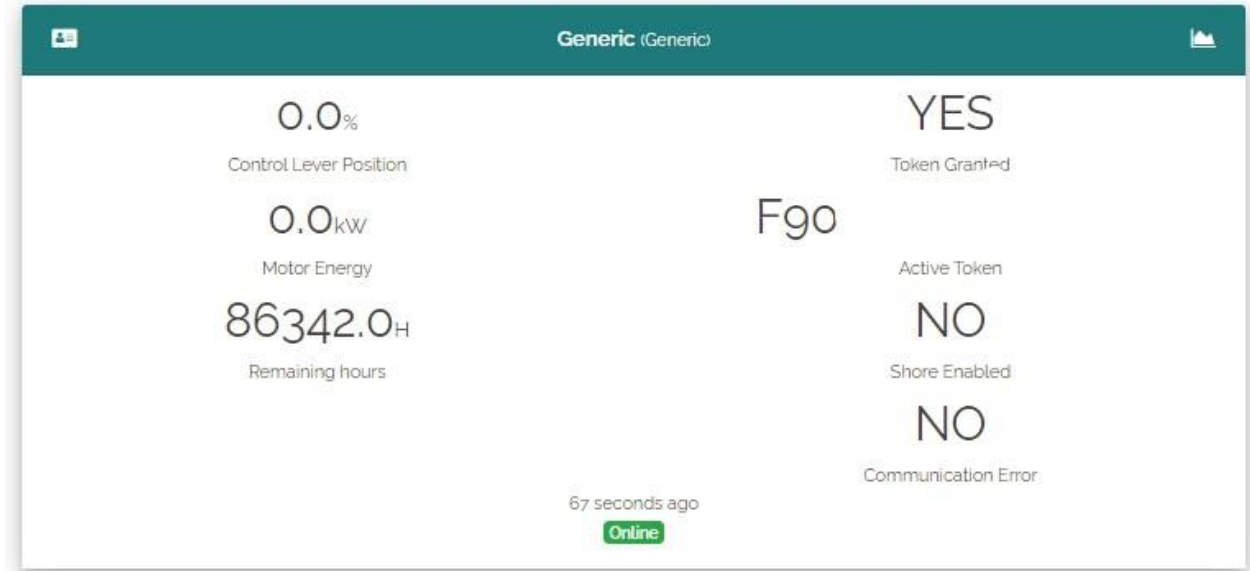 Generic (Generic)
0.0%
YES
Control Lever Position
Token Granted
0.0kW
F90
Motor Energy
Active Token
86342.0H
NO
Remaining hours
Shore Enabled
NO
Communication Error
67 seconds ago
Online